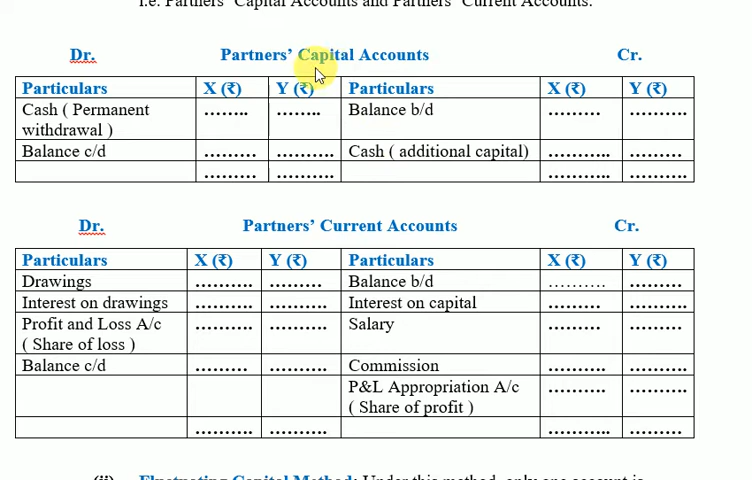 i.e. Partners' Capital Accounts and Partners' Current Accounts.
Dr. Partners' Capital Accounts Cr.
Particulars X (₹) Y (₹) Particulars X (₹) Y (₹)
Cash ( Permanent ........ ........ Balance b/d ......... ..........
withdrawal )
Balance c/d ......... .......... Cash ( additional capital) ........... .........
......... .......... ........... ..........
Dr. Partners' Current Accounts Cr.
Particulars X (₹) Y (₹) Particulars X (₹) Y (₹)
Drawings .......... ......... Balance b/d .......... .........
Interest on drawings .......... .......... Interest on capital ......... ..........
Profit and Loss A/c .......... .......... Salary ......... .........
( Share of loss )
Balance c/d ......... .......... Commission .......... ..........
P&L Appropriation A/c .......... ..........
( Share of profit )
.......... .......... ........... .........
(ii) Fluctuating Capital Method: Under this method, only one account is